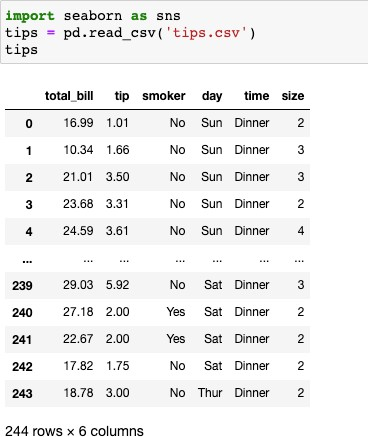 import seaborn as sns
tips = pd.read_csv('tips.csv')
tips
total_bill tip smoker day time size
0 16.99 1.01 No Sun Dinner 2
1 10.34 1.66 No Sun Dinner 3
2 21.01 3.50 No Sun Dinner 3
3 23.68 3.31 No Sun Dinner 2
4 24.59 3.61 No Sun Dinner 4
... ... ... ... ... ... ...
239 29.03 5.92 No Sat Dinner 3
240 27.18 2.00 Yes Sat Dinner 2
241 22.67 2.00 Yes Sat Dinner 2
242 17.82 1.75 No Sat Dinner 2
243 18.78 3.00 No Thur Dinner 2
244 rows × 6 columns